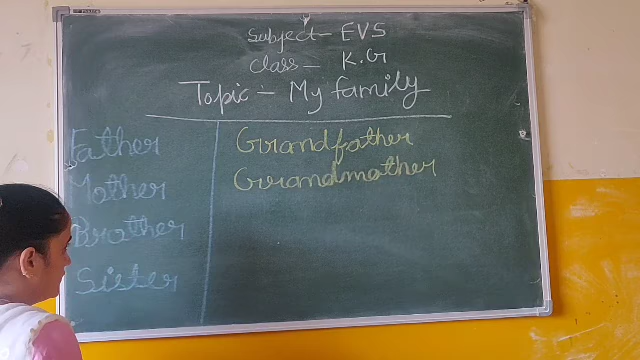 Subject - EVS
Class - K.G
Topic :- My family
Father
Mother
Brother
Sister
Grandfather
Grandmother